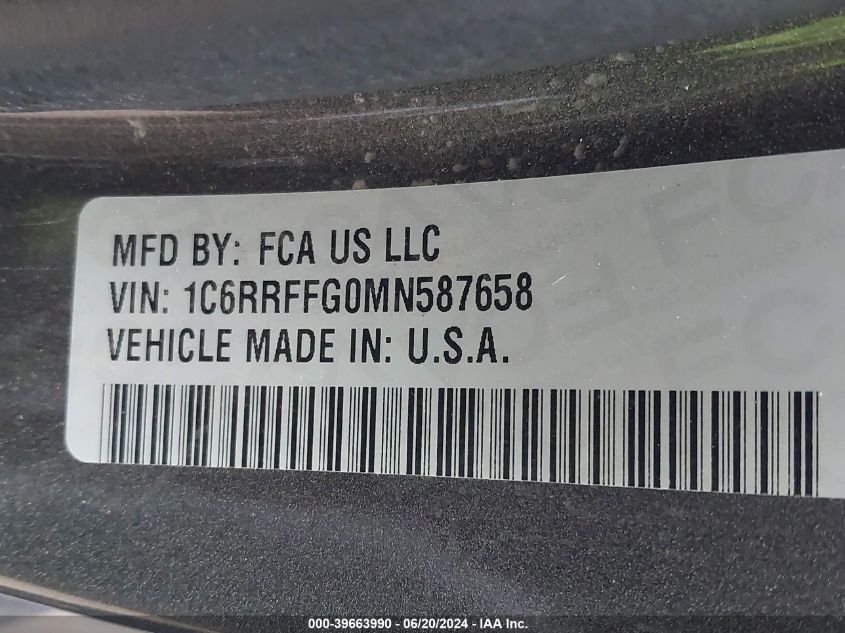 MFD BY: FCA US LLC
VIN: 1C6RRFFG0MN587658
VEHICLE MADE IN: U.S.A.
000-39663990 - 06/20/2024 - IAA Inc.